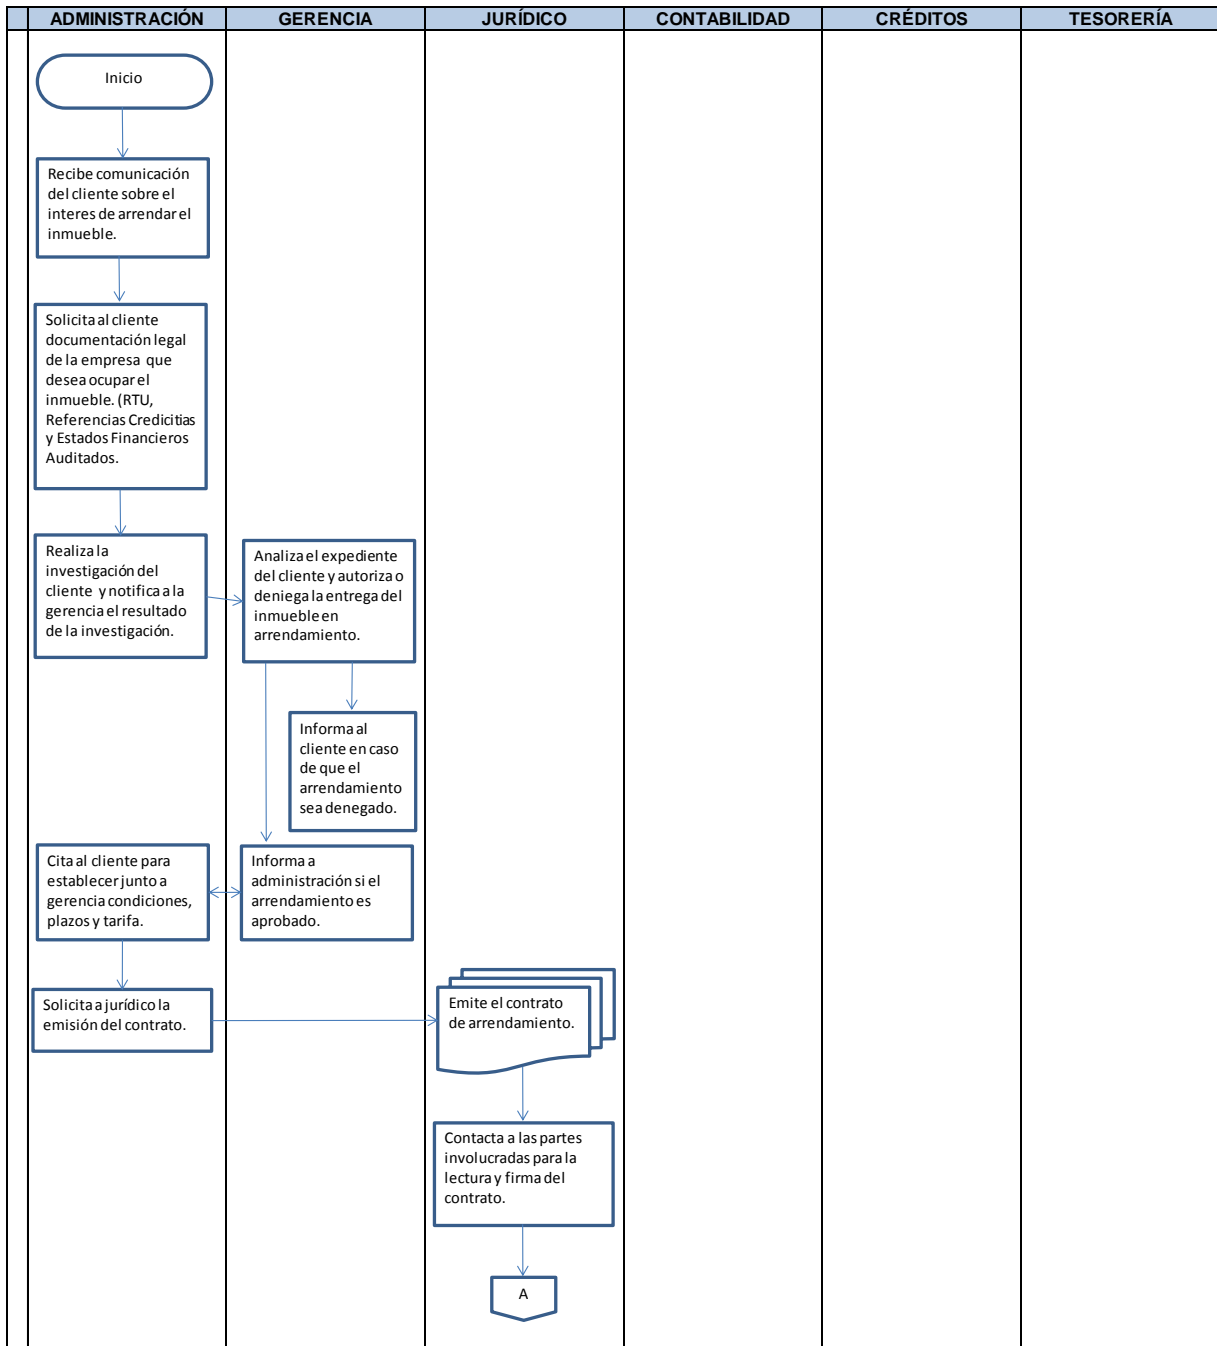 ADMINISTRACIÓN GERENCIA JURÍDICO CONTABILIDAD CRÉDITOS TESORERÍA
Inicio
Recibe comunicación
del cliente sobre el
interes de arrendar el
inmueble.
Solicita al cliente
documentación legal
de la empresa que
desea ocupar el
inmueble. (RTU,
Referencias Credicitias
y Estados Financieros
Auditados.
Realiza la
investigación del
cliente y notifica a la
gerencia el resultado
de la investigación.
Analiza el expediente
del cliente y autoriza o
deniega la entrega del
inmueble en
arrendamiento.
Informa al
cliente en caso
de que el
arrendamiento
sea denegado.
Cita al cliente para
establecer junto a
gerencia condiciones,
plazos y tarifa.
Informa a
administración si el
arrendamiento es
aprobado.
Solicita a jurídico la
emisión del contrato.
Emite el contrato
de arrendamiento.
Contacta a las partes
involucradas para la
lectura y firma del
contrato.
A